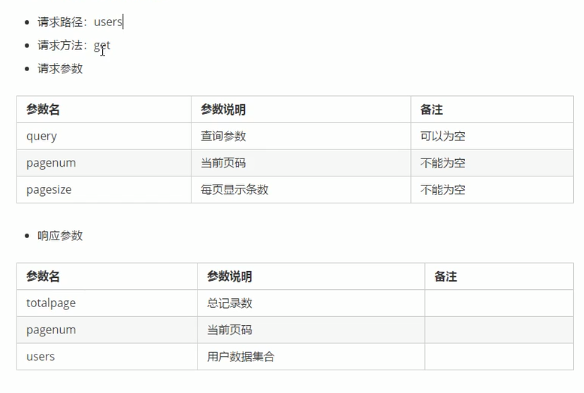 请求路径：users
请求方法：get
请求参数
参数名 参数说明 备注
query 查询参数 可以为空
pagenum 当前页码 不能为空
pagesize 每页显示条数 不能为空
响应参数
参数名 参数说明 备注
totalpage 总记录数
pagenum 当前页码
users 用户数据集合